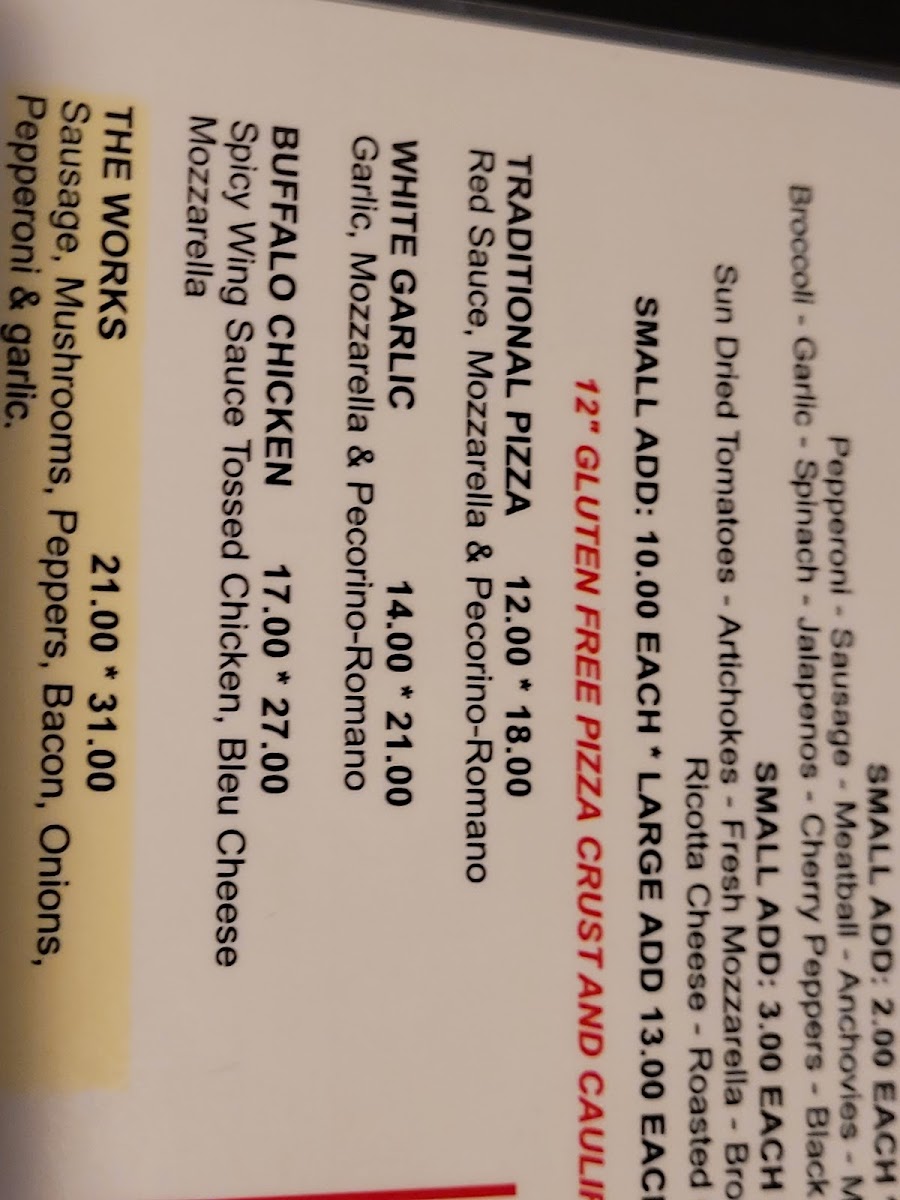 SMALL ADD: 2.00 EACH
Pepperoni - Sausage - Meatball - Anchovies -
Broccoli - Garlic - Spinach - Jalapenos - Cherry Peppers - Black
SMALL ADD: 3.00 EACH
Sun Dried Tomatoes - Artichokes - Fresh Mozzarella - Bro
Ricotta Cheese - Roasted
SMALL ADD: 10.00 EACH * LARGE ADD 13.00 EACH
12" GLUTEN FREE PIZZA CRUST AND CAULIF
TRADITIONAL PIZZA 12.00 * 18.00
Red Sauce, Mozzarella & Pecorino-Romano
WHITE GARLIC 14.00 * 21.00
Garlic, Mozzarella & Pecorino-Romano
BUFFALO CHICKEN 17.00 * 27.00
Spicy Wing Sauce Tossed Chicken, Bleu Cheese
Mozzarella
THE WORKS 21.00 * 31.00
Sausage, Mushrooms, Peppers, Bacon, Onions,
Pepperoni & garlic.